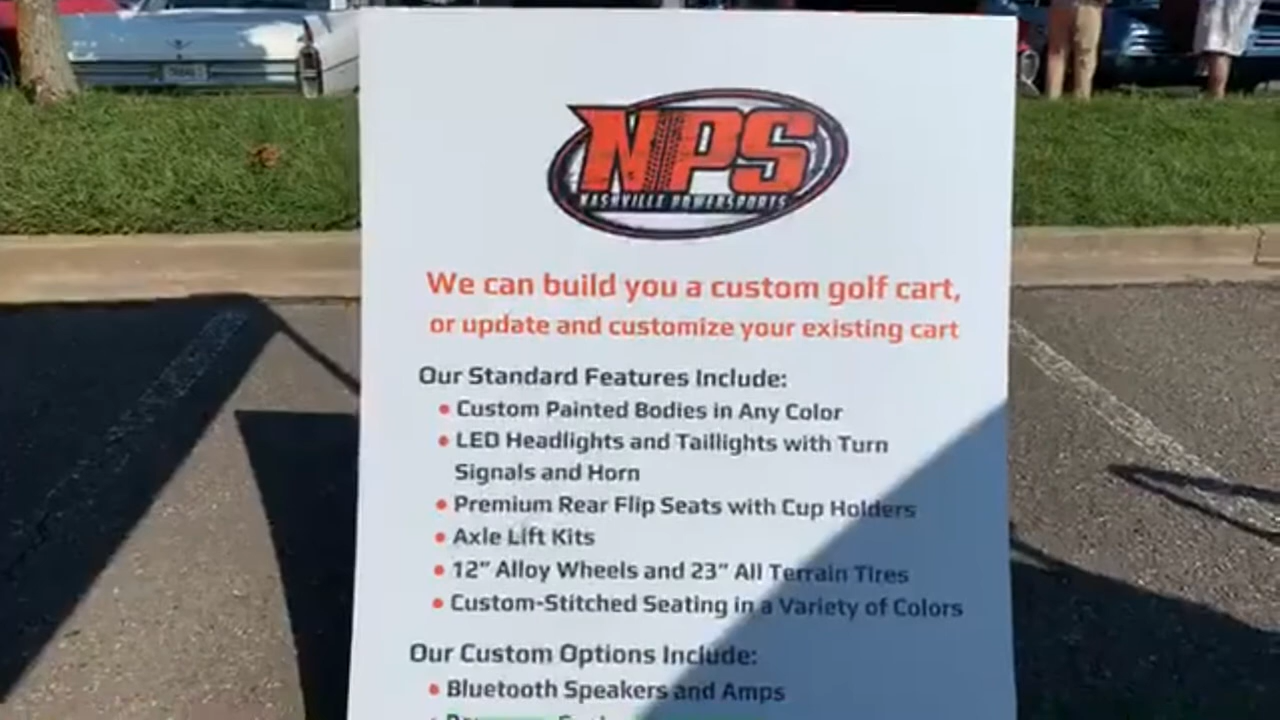 NPS
NASHVILLE POWERSPORTS
We can build you a custom golf cart,
or update and customize your existing cart
Our Standard Features Include:
• Custom Painted Bodies in Any Color
• LED Headlights and Taillights with Turn
Signals and Horn
• Premium Rear Flip Seats with Cup Holders
• Axle Lift Kits
• 12” Alloy Wheels and 23” All Terrain Tires
• Custom-Stitched Seating in a Variety of Colors
Our Custom Options Include:
• Bluetooth Speakers and Amps